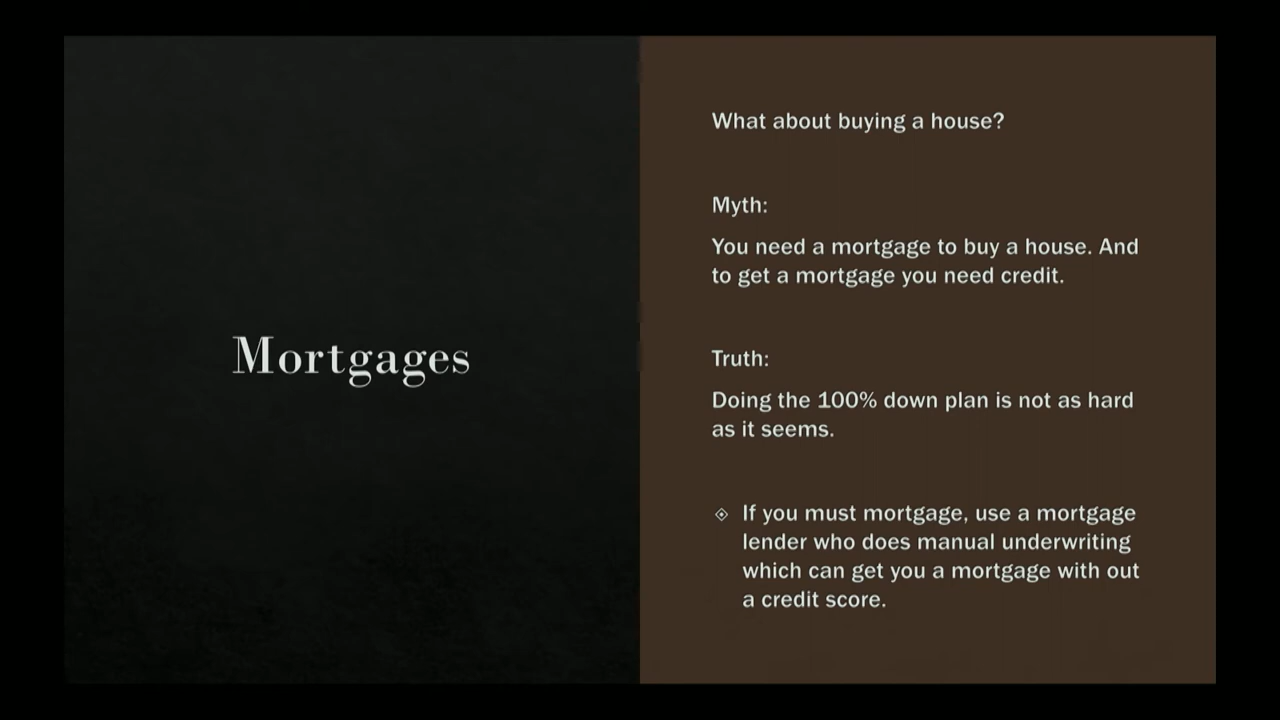 Mortgages
What about buying a house?
Myth:
You need a mortgage to buy a house. And
to get a mortgage you need credit.
Truth:
Doing the 100% down plan is not as hard
as it seems.
If you must mortgage, use a mortgage
lender who does manual underwriting
which can get you a mortgage with out
a credit score.